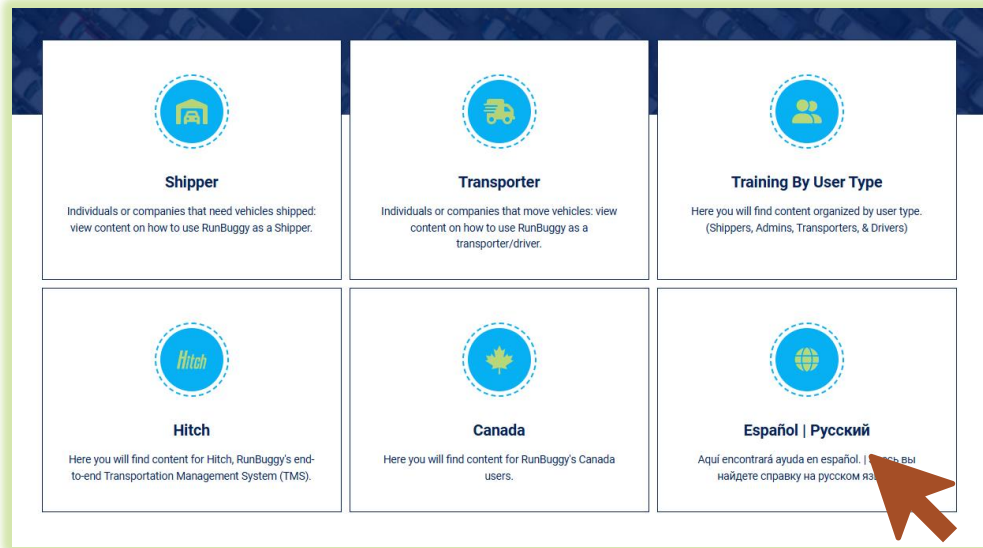 Shipper
Individuals or companies that need vehicles shipped:
view content on how to use RunBuggy as a Shipper.
Transporter
Individuals or companies that move vehicles: view
content on how to use RunBuggy as a
transporter/driver.
Training By User Type
Here you will find content organized by user type.
(Shippers, Admins, Transporters, & Drivers)
Hitch
Hitch
Here you will find content for Hitch, RunBuggy's end-
to-end Transportation Management System (TMS).
Canada
Here you will find content for RunBuggy's Canada
users.
Español | Русский
Aquí encontrará ayuda en español. | вы
найдете справку на русском